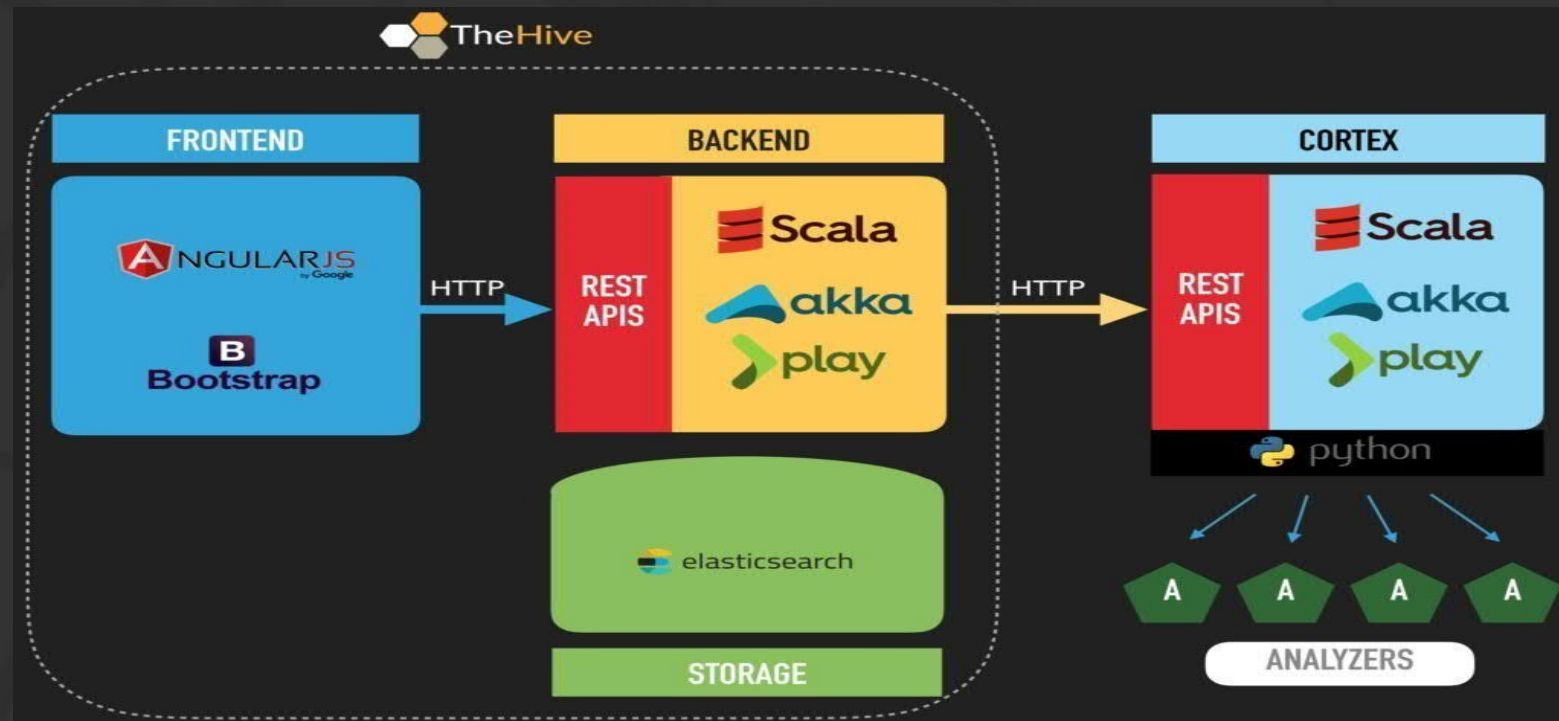 TheHive
FRONTEND
BACKEND
CORTEX
ANGULARJS
by Google
Bootstrap
B
HTTP
REST
APIS
Scala
akka
play
HTTP
REST
APIS
Scala
akka
play
python
elasticsearch
STORAGE
A A A A
ANALYZERS